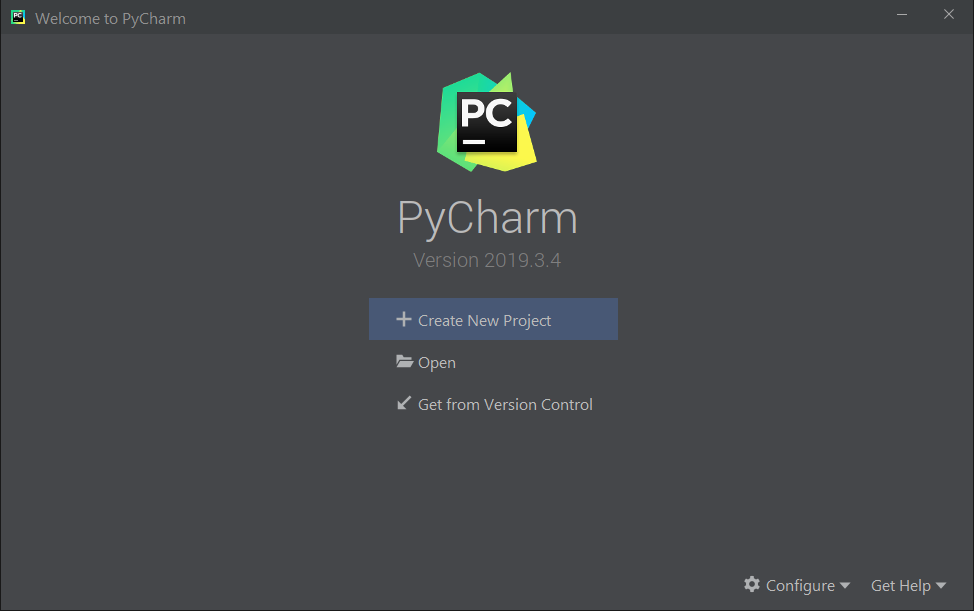 PC
Welcome to PyCharm
PC
PyCharm
Version 2019.3.4
Create New Project
Open
Get from Version Control
Configure
Get Help